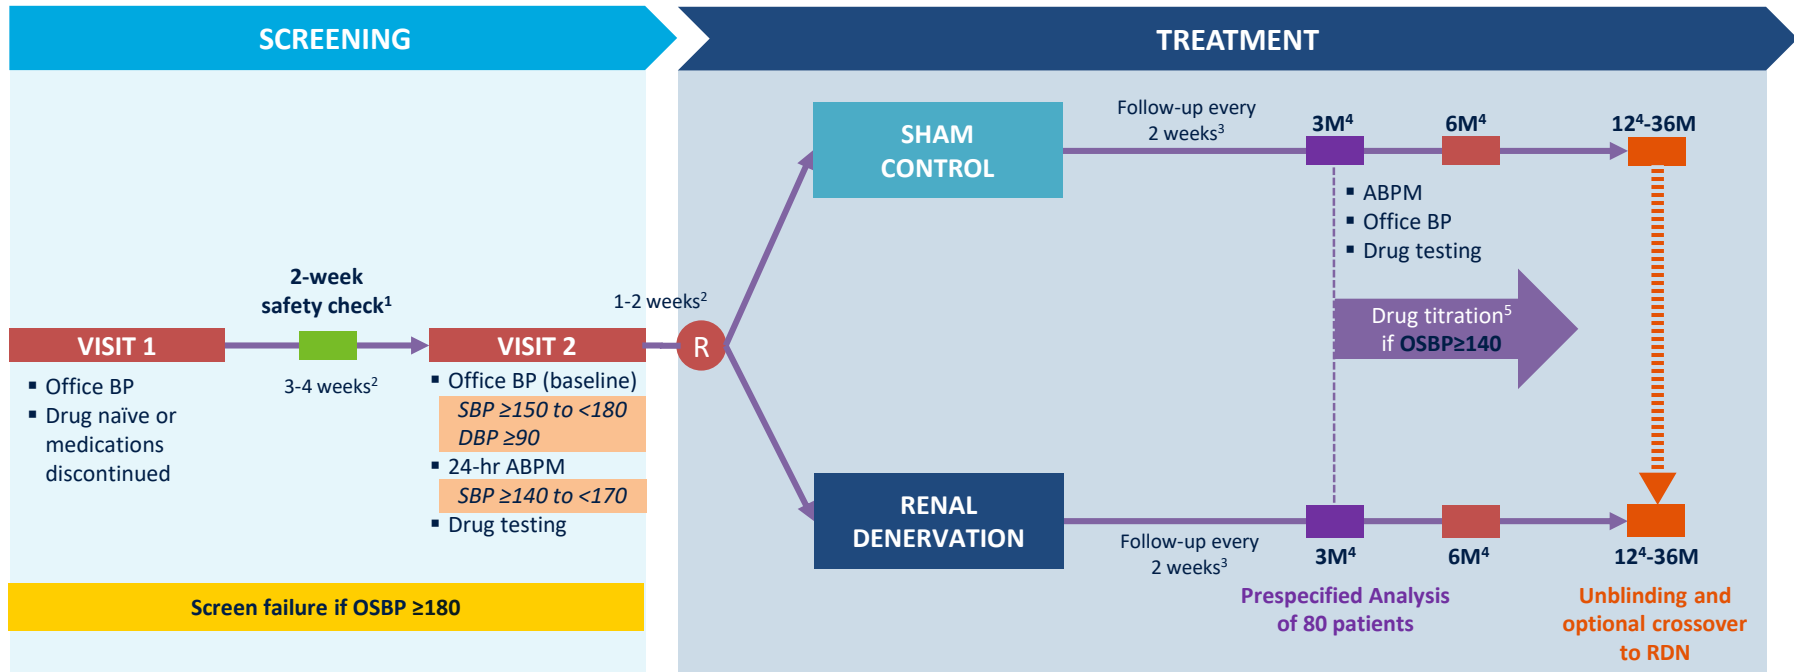 SCREENING
TREATMENT
2-week
safety check¹
VISIT 1
3-4 weeks²
VISIT 2
▪ Office BP
▪ Drug naïve or
medications
discontinued
▪ Office BP (baseline)
SBP ≥150 to <180
DBP ≥90
▪ 24-hr ABPM
SBP ≥140 to <170
▪ Drug testing
Screen failure if OSBP ≥180
1-2 weeks²
R
SHAM
CONTROL
Follow-up every
2 weeks³
3M⁴
6M⁴
12⁴-36M
▪ ABPM
▪ Office BP
▪ Drug testing
Drug titration⁵
if OSBP≥140
RENAL
DENERVATION
Follow-up every
2 weeks³
3M⁴
6M⁴
12⁴-36M
Prespecified Analysis
of 80 patients
Unblinding and
optional crossover
to RDN